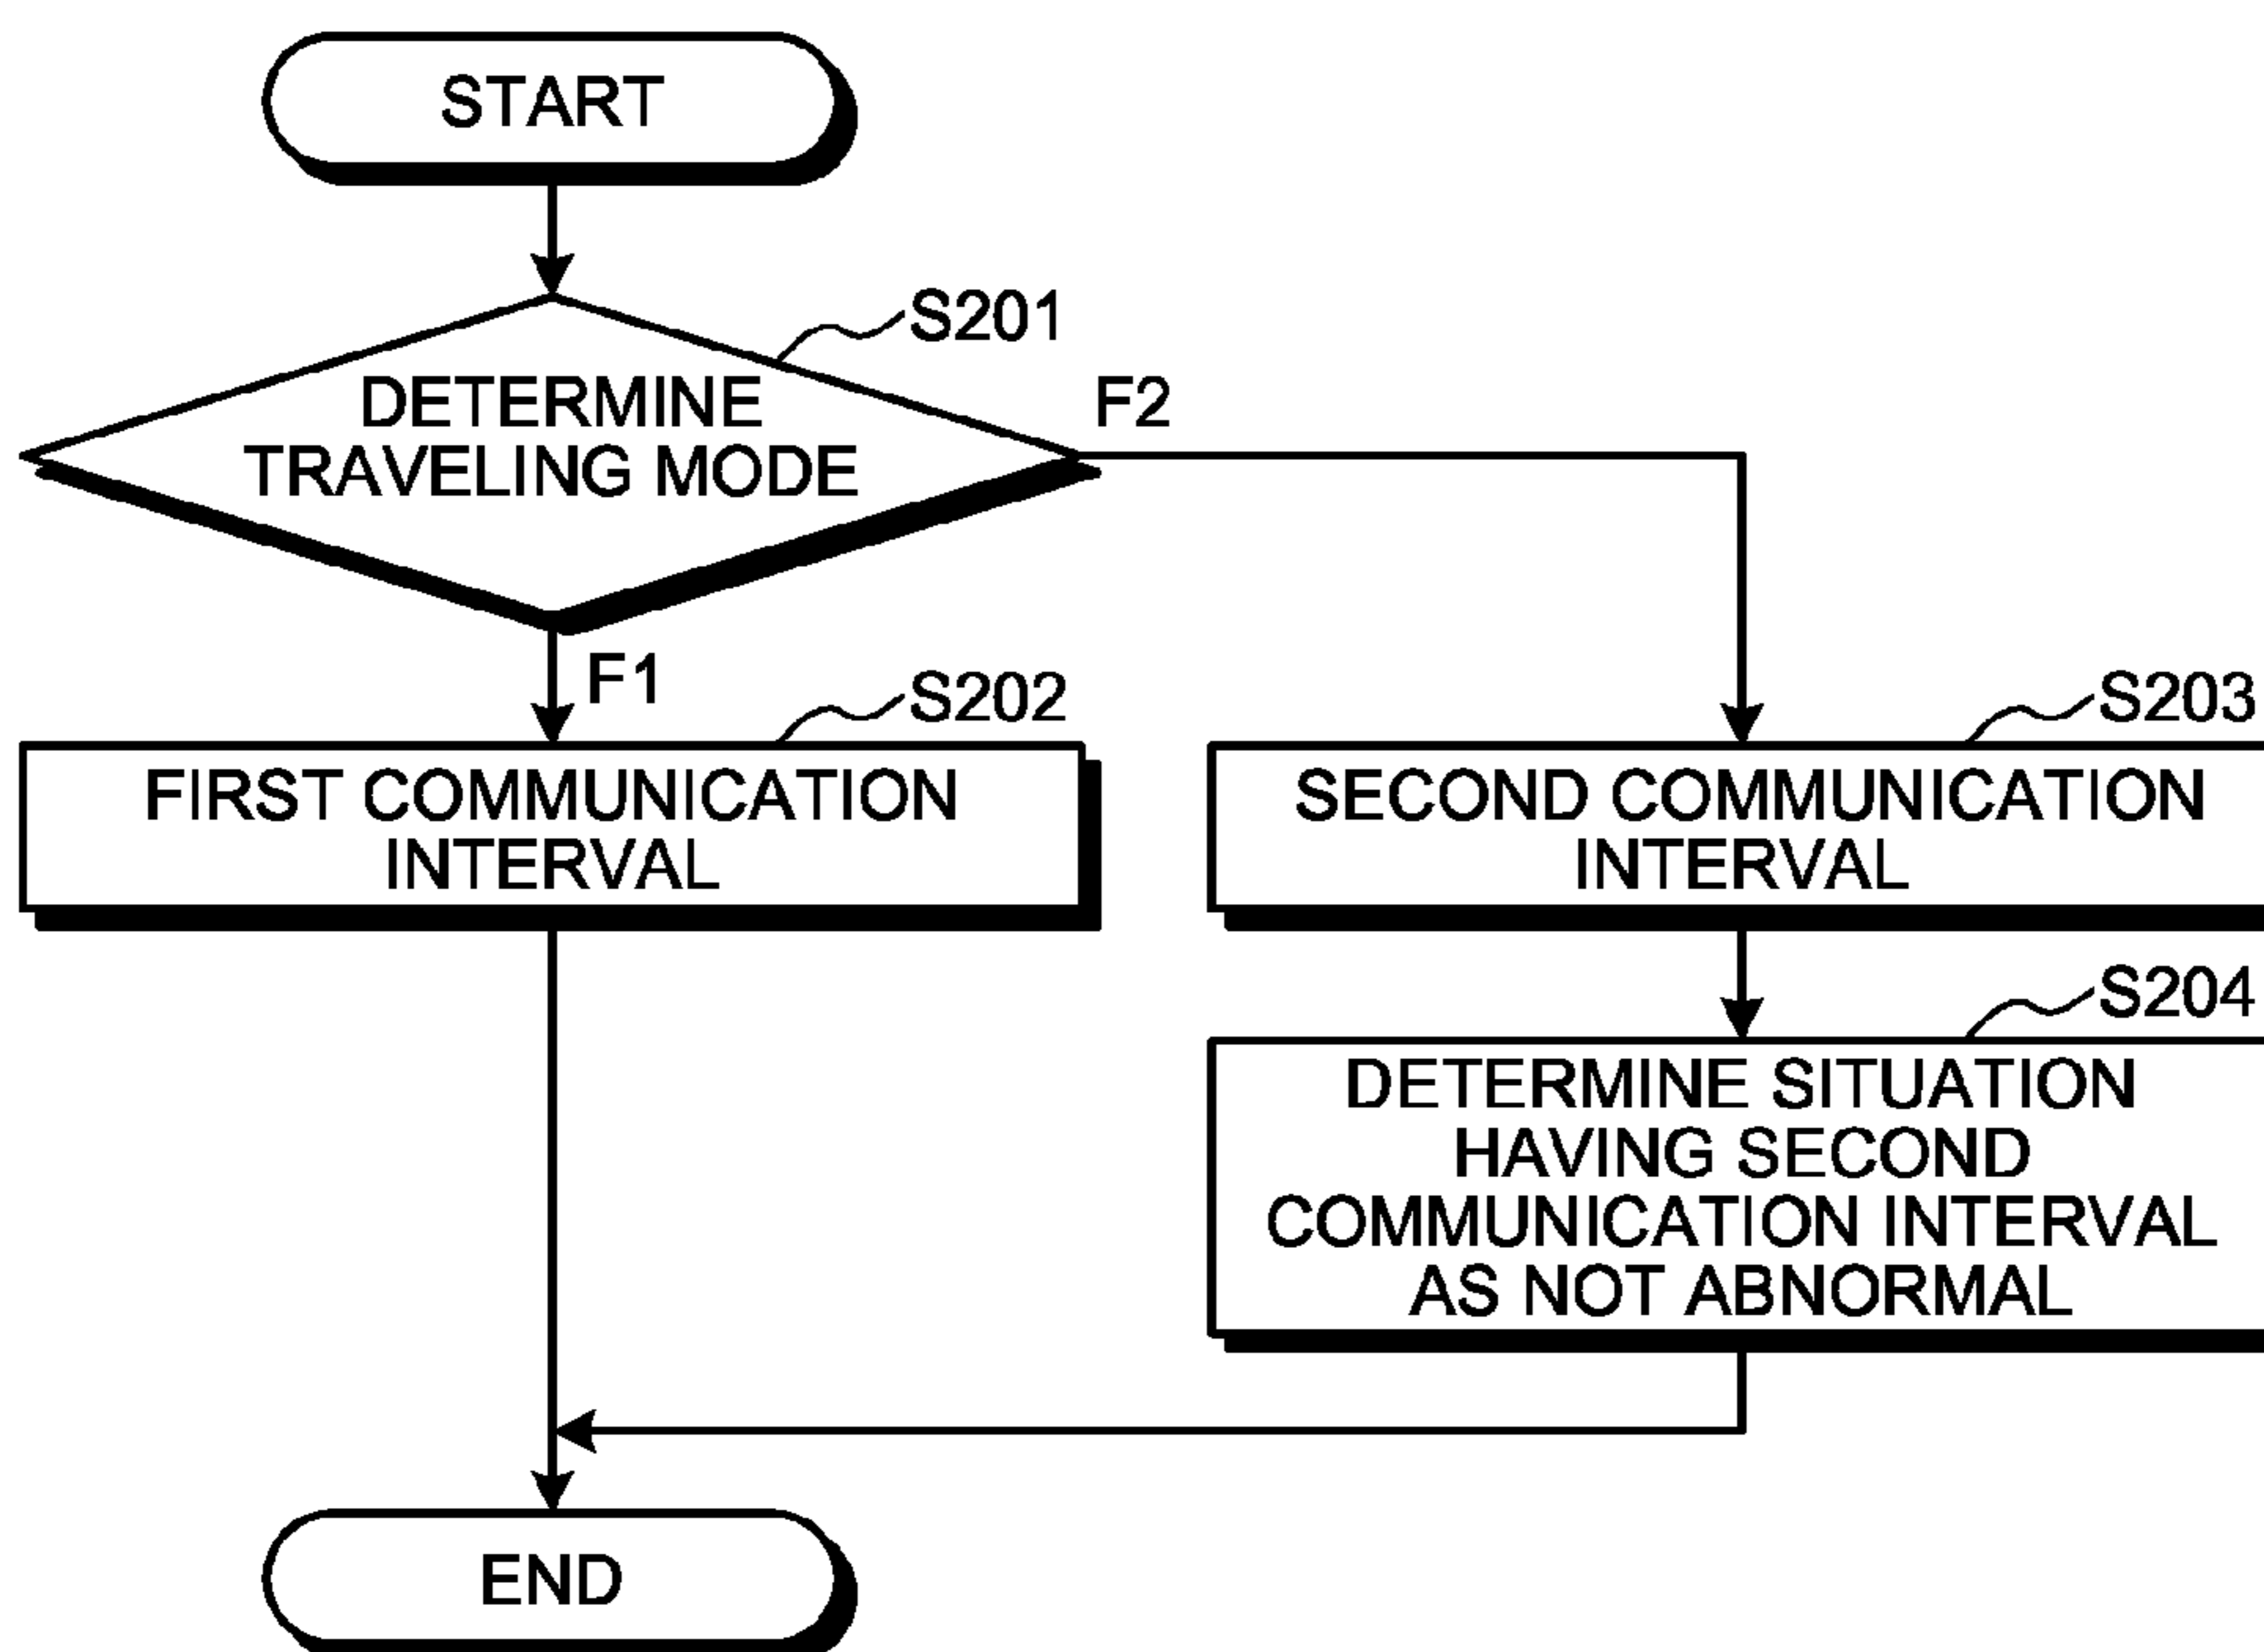 START
S201
DETERMINE
TRAVELING MODE
F2
F1
S202
FIRST COMMUNICATION
INTERVAL
S203
SECOND COMMUNICATION
INTERVAL
S204
DETERMINE SITUATION
HAVING SECOND
COMMUNICATION INTERVAL
AS NOT ABNORMAL
END